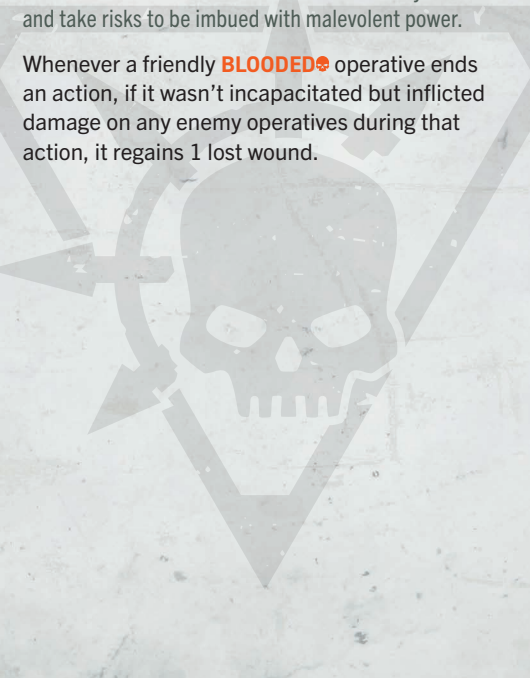 and take risks to be imbued with malevolent power.
Whenever a friendly BLOODED operative ends
an action, if it wasn’t incapacitated but inflicted
damage on any enemy operatives during that
action, it regains 1 lost wound.